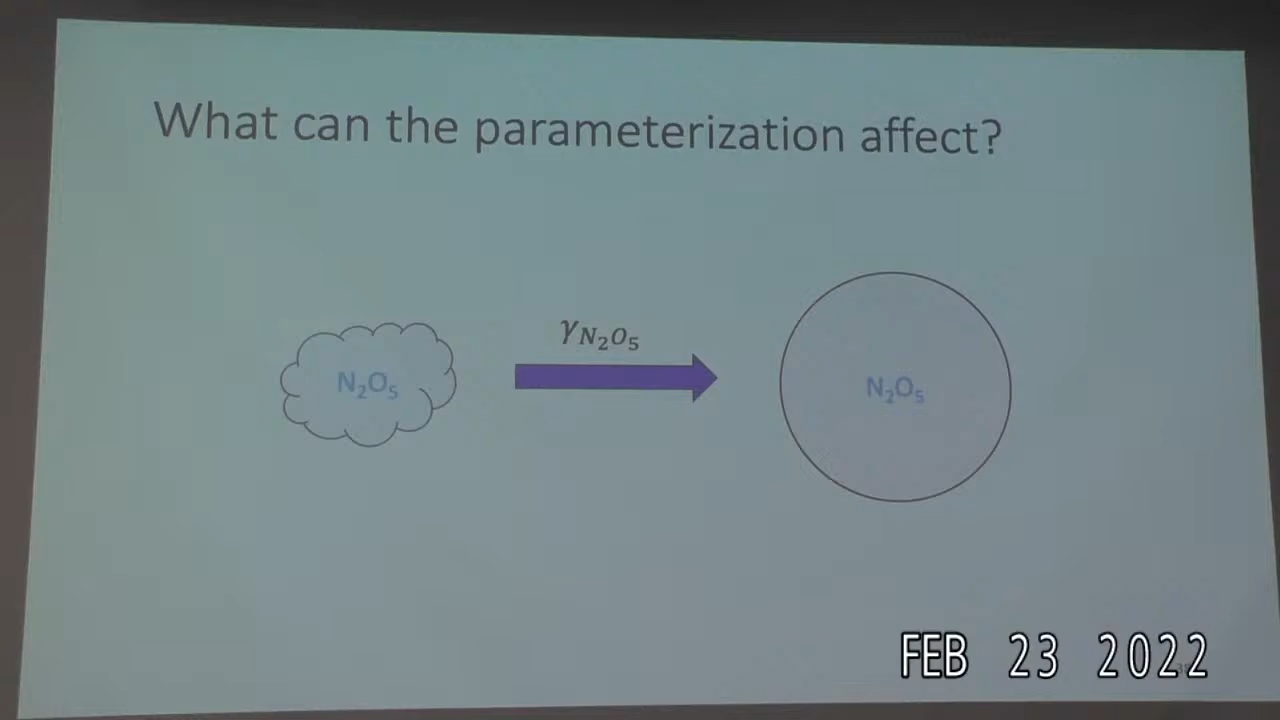 What can the parameterization affect?
γN₂O₅
N₂O₅
N₂O₅
FEB 23 2022